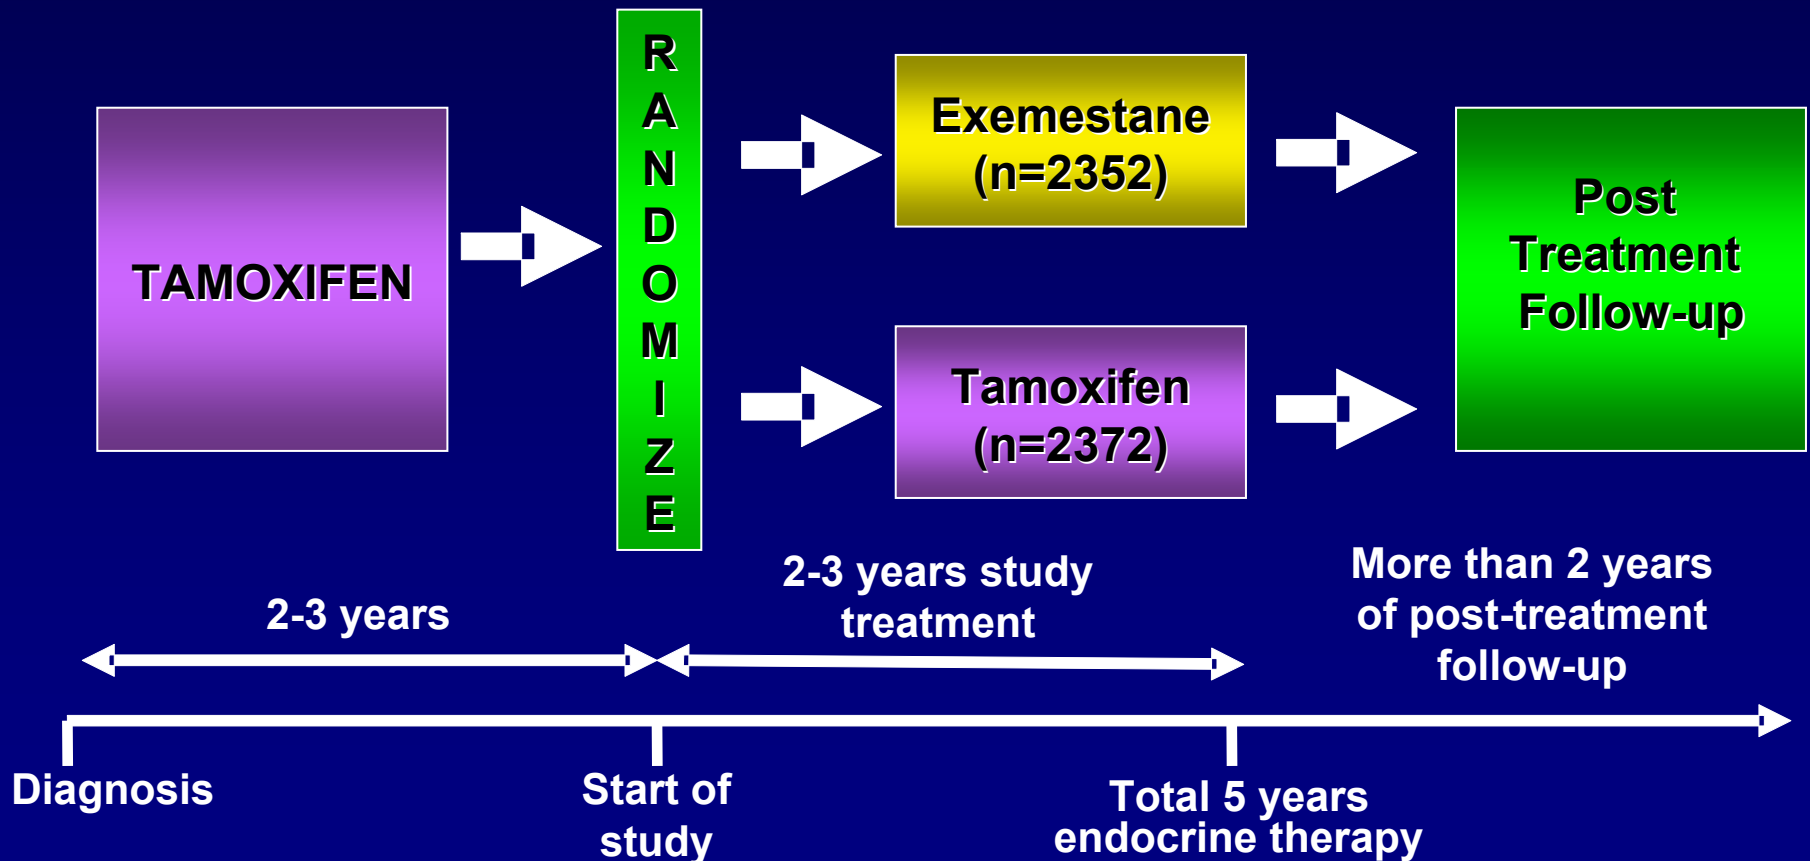 TAMOXIFEN
R
A
N
D
O
M
I
Z
E
Exemestane
(n=2352)
Tamoxifen
(n=2372)
Post
Treatment
Follow-up
2-3 years
2-3 years study
treatment
More than 2 years
of post-treatment
follow-up
Diagnosis
Start of
study
Total 5 years
endocrine therapy